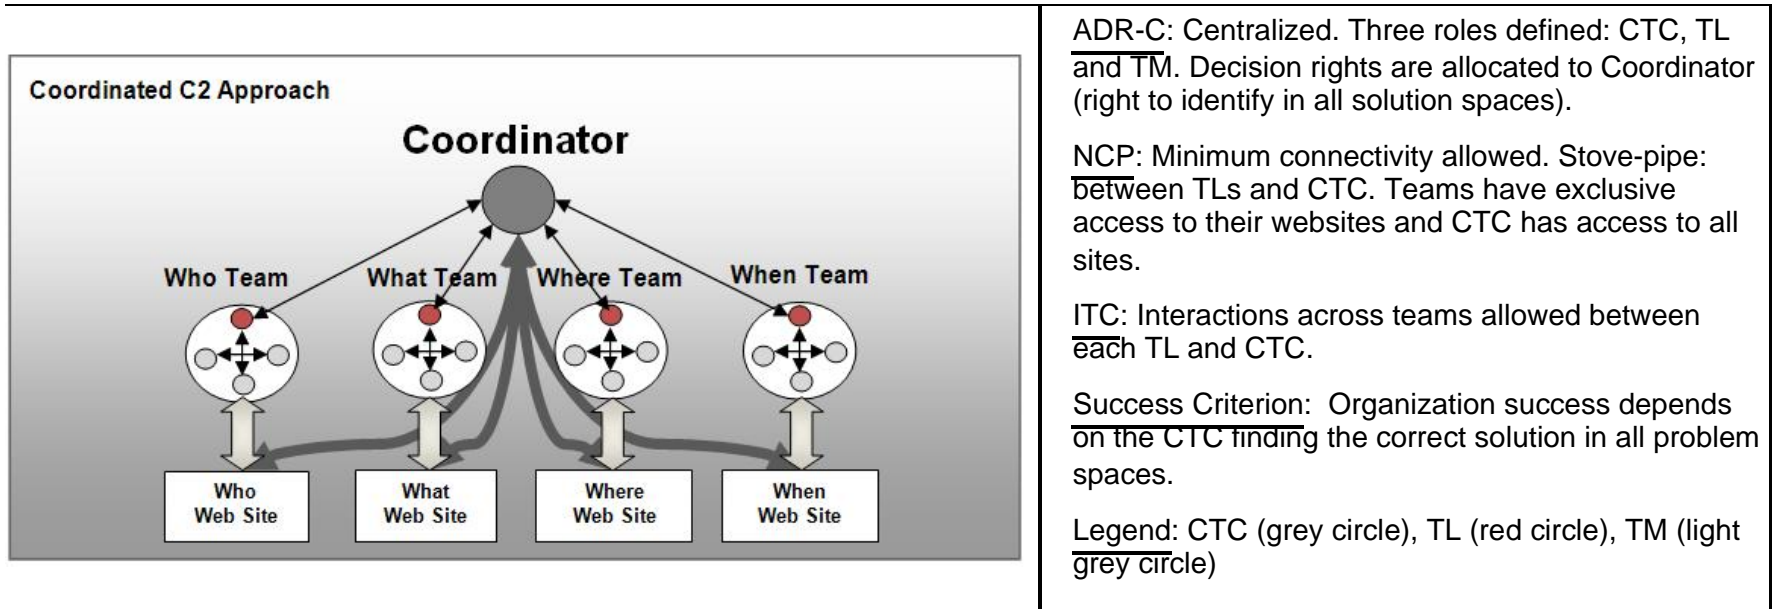 Coordinated C2 Approach
Coordinator
Who Team
What Team
Where Team
When Team
Who
Web Site
What
Web Site
Where
Web Site
When
Web Site
ADR-C: Centralized. Three roles defined: CTC, TL
and TM. Decision rights are allocated to Coordinator
(right to identify in all solution spaces).
NCP: Minimum connectivity allowed. Stove-pipe:
between TLs and CTC. Teams have exclusive
access to their websites and CTC has access to all
sites.
ITC: Interactions across teams allowed between
each TL and CTC.
Success Criterion:  Organization success depends
on the CTC finding the correct solution in all problem
spaces.
Legend: CTC (grey circle), TL (red circle), TM (light
grey circle)